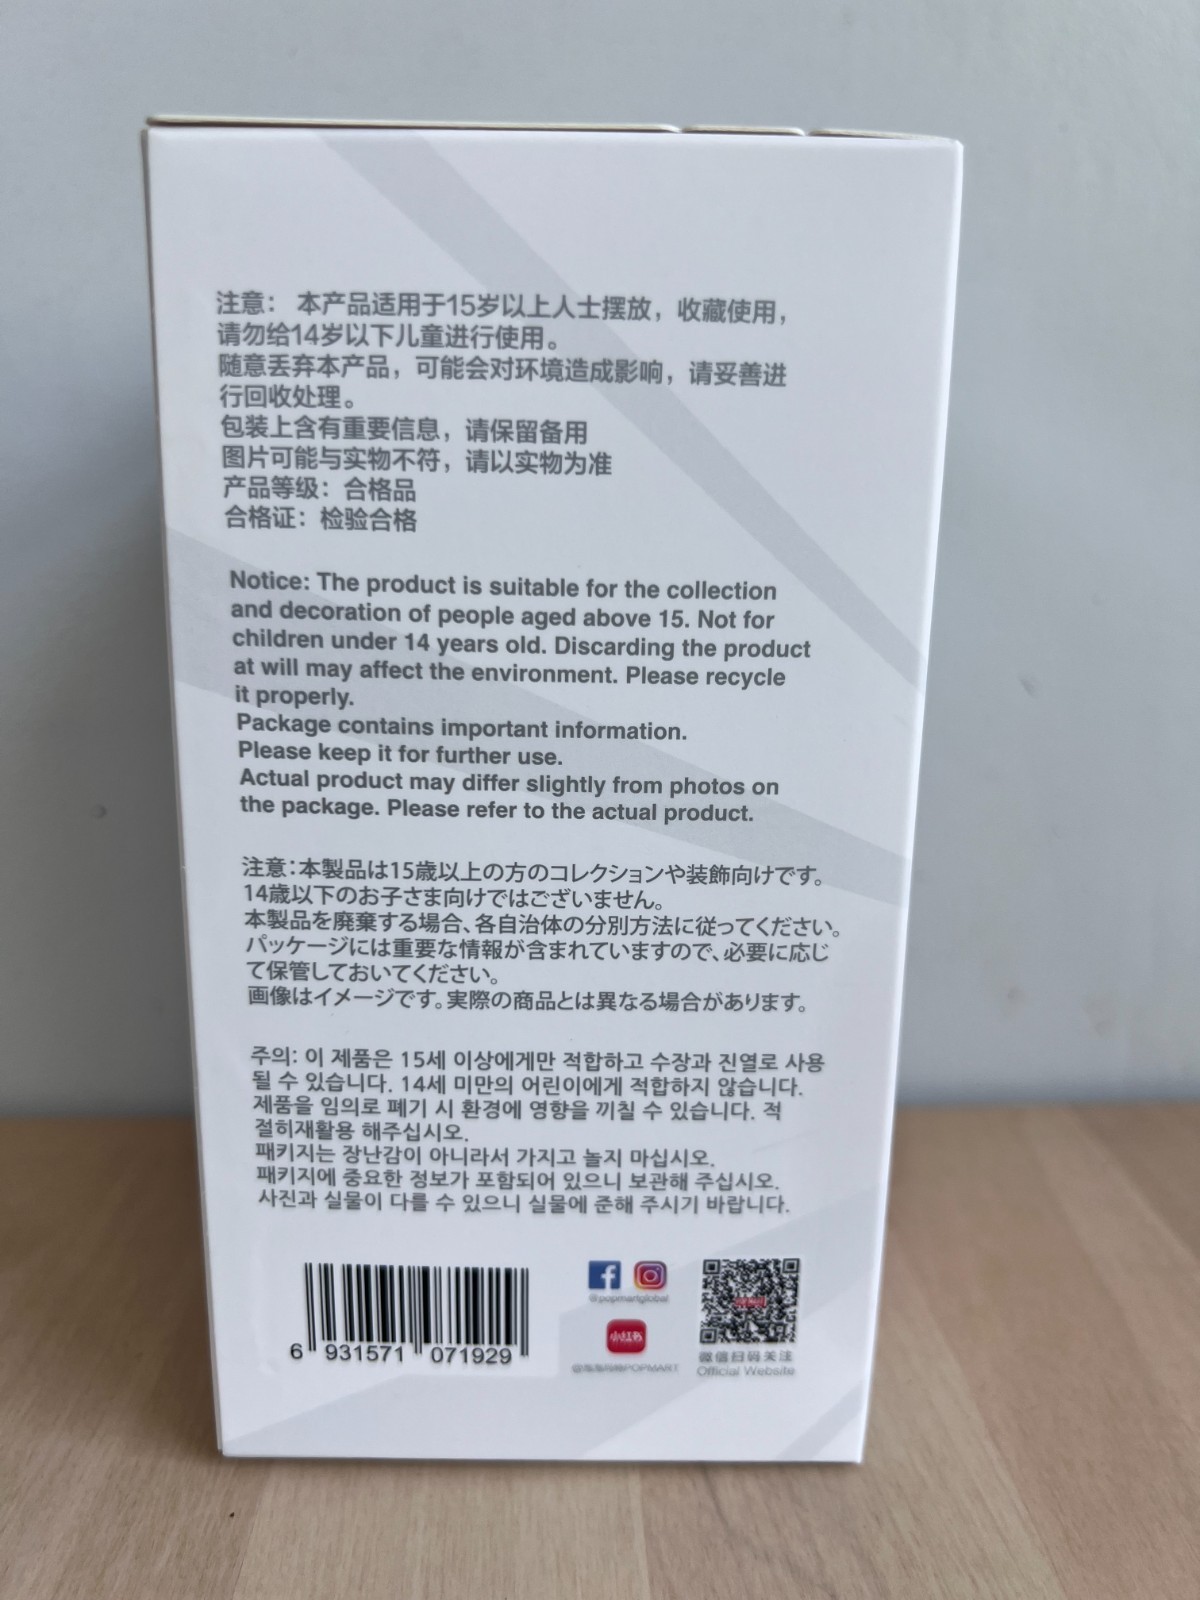 注意： 本产品适用于15岁以上人士摆放，收藏使用，
请勿给14岁以下儿童进行使用。
随意丢弃本产品，可能会对环境造成影响，请妥善进
行回收处理。
包装上含有重要信息，请保留备用
图片可能与实物不符，请以实物为准
产品等级：合格品
合格证：检验合格
Notice: The product is suitable for the collection
and decoration of people aged above 15. Not for
children under 14 years old. Discarding the product
at will may affect the environment. Please recycle
it properly.
Package contains important information.
Please keep it for further use.
Actual product may differ slightly from photos on
the package. Please refer to the actual product.
注意：本製品は15歳以上の方のコレクションや装飾向けです。
14歳以下のお子さま向けではございません。
本製品を廃棄する場合、各自治体の分別方法に従ってください。
パッケージには重要な情報が含まれていますので、必要に応じ
て保管しておいてください。
画像はイメージです。実際の商品とは異なる場合があります。
주의: 이 제품은 15세 이상에게만 적합하고 수장과 진열로 사용
될 수 있습니다. 14세 미만의 어린이에게 적합하지 않습니다.
제품을 임의로 폐기 시 환경에 영향을 끼칠 수 있습니다. 적
절히재활용 해주십시오.
패키지는 장난감이 아니라서 가지고 놀지 마십시오.
패키지에 중요한 정보가 포함되어 있으니 보관해 주십시오.
사진과 실물이 다를 수 있으니 실물에 준해 주시기 바랍니다.
6 931571 071929
@popmartglobal
小红书
@泡泡玛特POPMART
微信扫码关注
Official Website